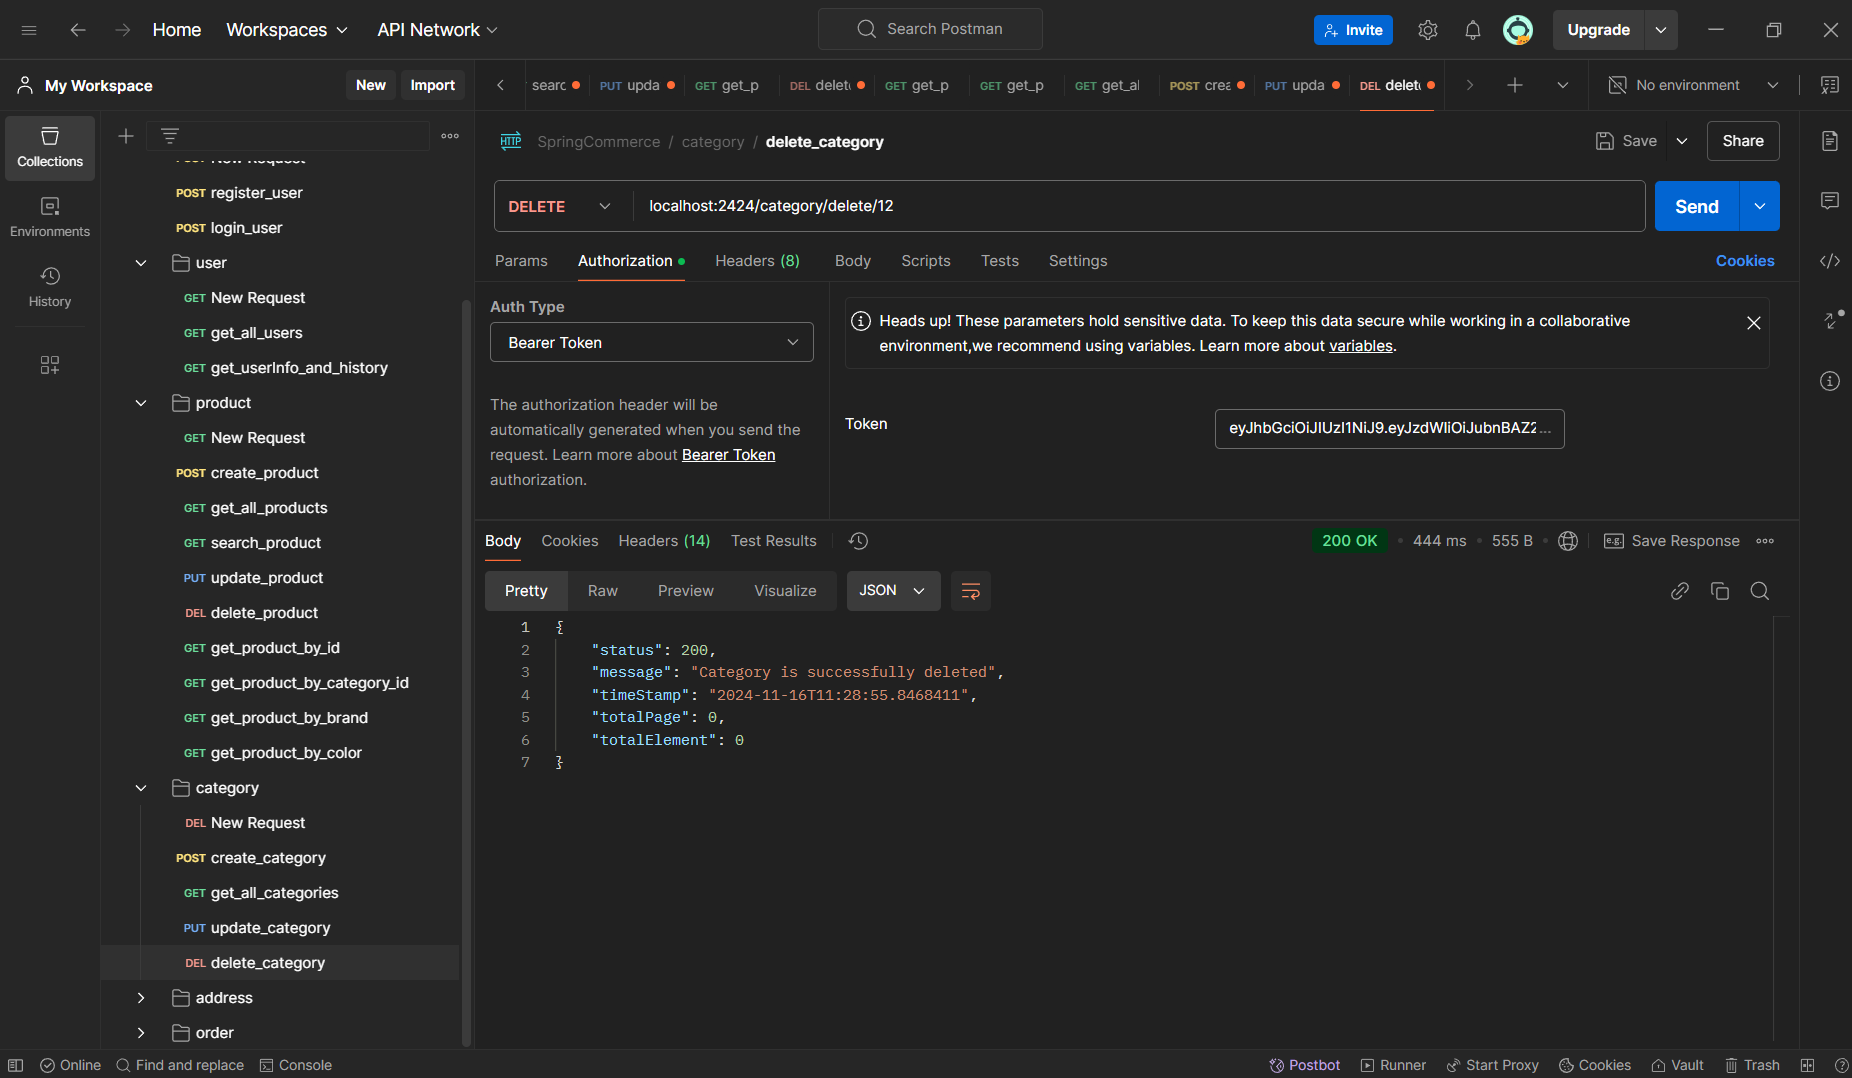 Home
Workspaces
API Network
Search Postman
Invite
Upgrade
My Workspace
New
Import
searc
PUT upda
GET get_p
DEL delet
GET get_p
GET get_p
GET get_al
POST crea
PUT upda
DEL delet
No environment
Collections
Environments
History
POST register_user
POST login_user
user
GET New Request
GET get_all_users
GET get_userInfo_and_history
product
GET New Request
POST create_product
GET get_all_products
GET search_product
PUT update_product
DEL delete_product
GET get_product_by_id
GET get_product_by_category_id
GET get_product_by_brand
GET get_product_by_color
category
DEL New Request
POST create_category
GET get_all_categories
PUT update_category
DEL delete_category
address
order
HTTP
SpringCommerce / category / delete_category
Save
Share
DELETE
localhost:2424/category/delete/12
Send
Params
Authorization
Headers (8)
Body
Scripts
Tests
Settings
Cookies
Auth Type
Bearer Token
The authorization header will be
automatically generated when you send the
request. Learn more about Bearer Token
authorization.
Heads up! These parameters hold sensitive data. To keep this data secure while working in a collaborative
environment,we recommend using variables. Learn more about variables.
Token
Body
Cookies
Headers (14)
Test Results
200 OK
444 ms
555 B
e.g.
Save Response
Pretty
Raw
Preview
Visualize
JSON
1 {
2 "status": 200,
3 "message": "Category is successfully deleted",
4 "timeStamp": "2024-11-16T11:28:55.8468411",
5 "totalPage": 0,
6 "totalElement": 0
7 }
Online
Find and replace
Console
Postbot
Runner
Start Proxy
Cookies
Vault
Trash